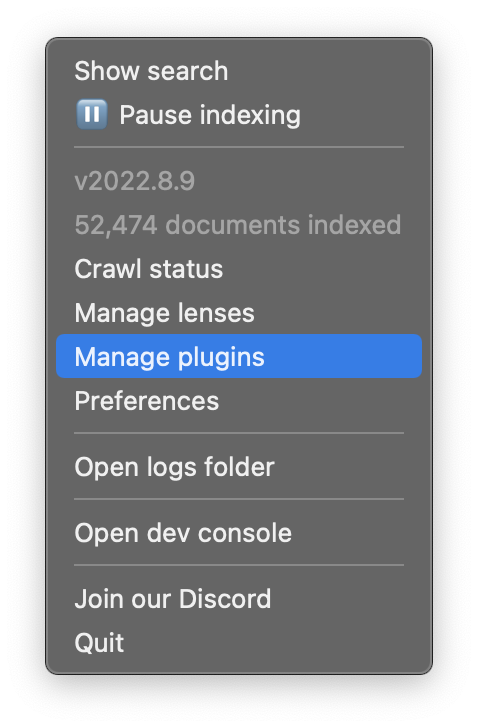 Show search
Pause indexing
v2022.8.9
52,474 documents indexed
Crawl status
Manage lenses
Manage plugins
Preferences
Open logs folder
Open dev console
Join our Discord
Quit